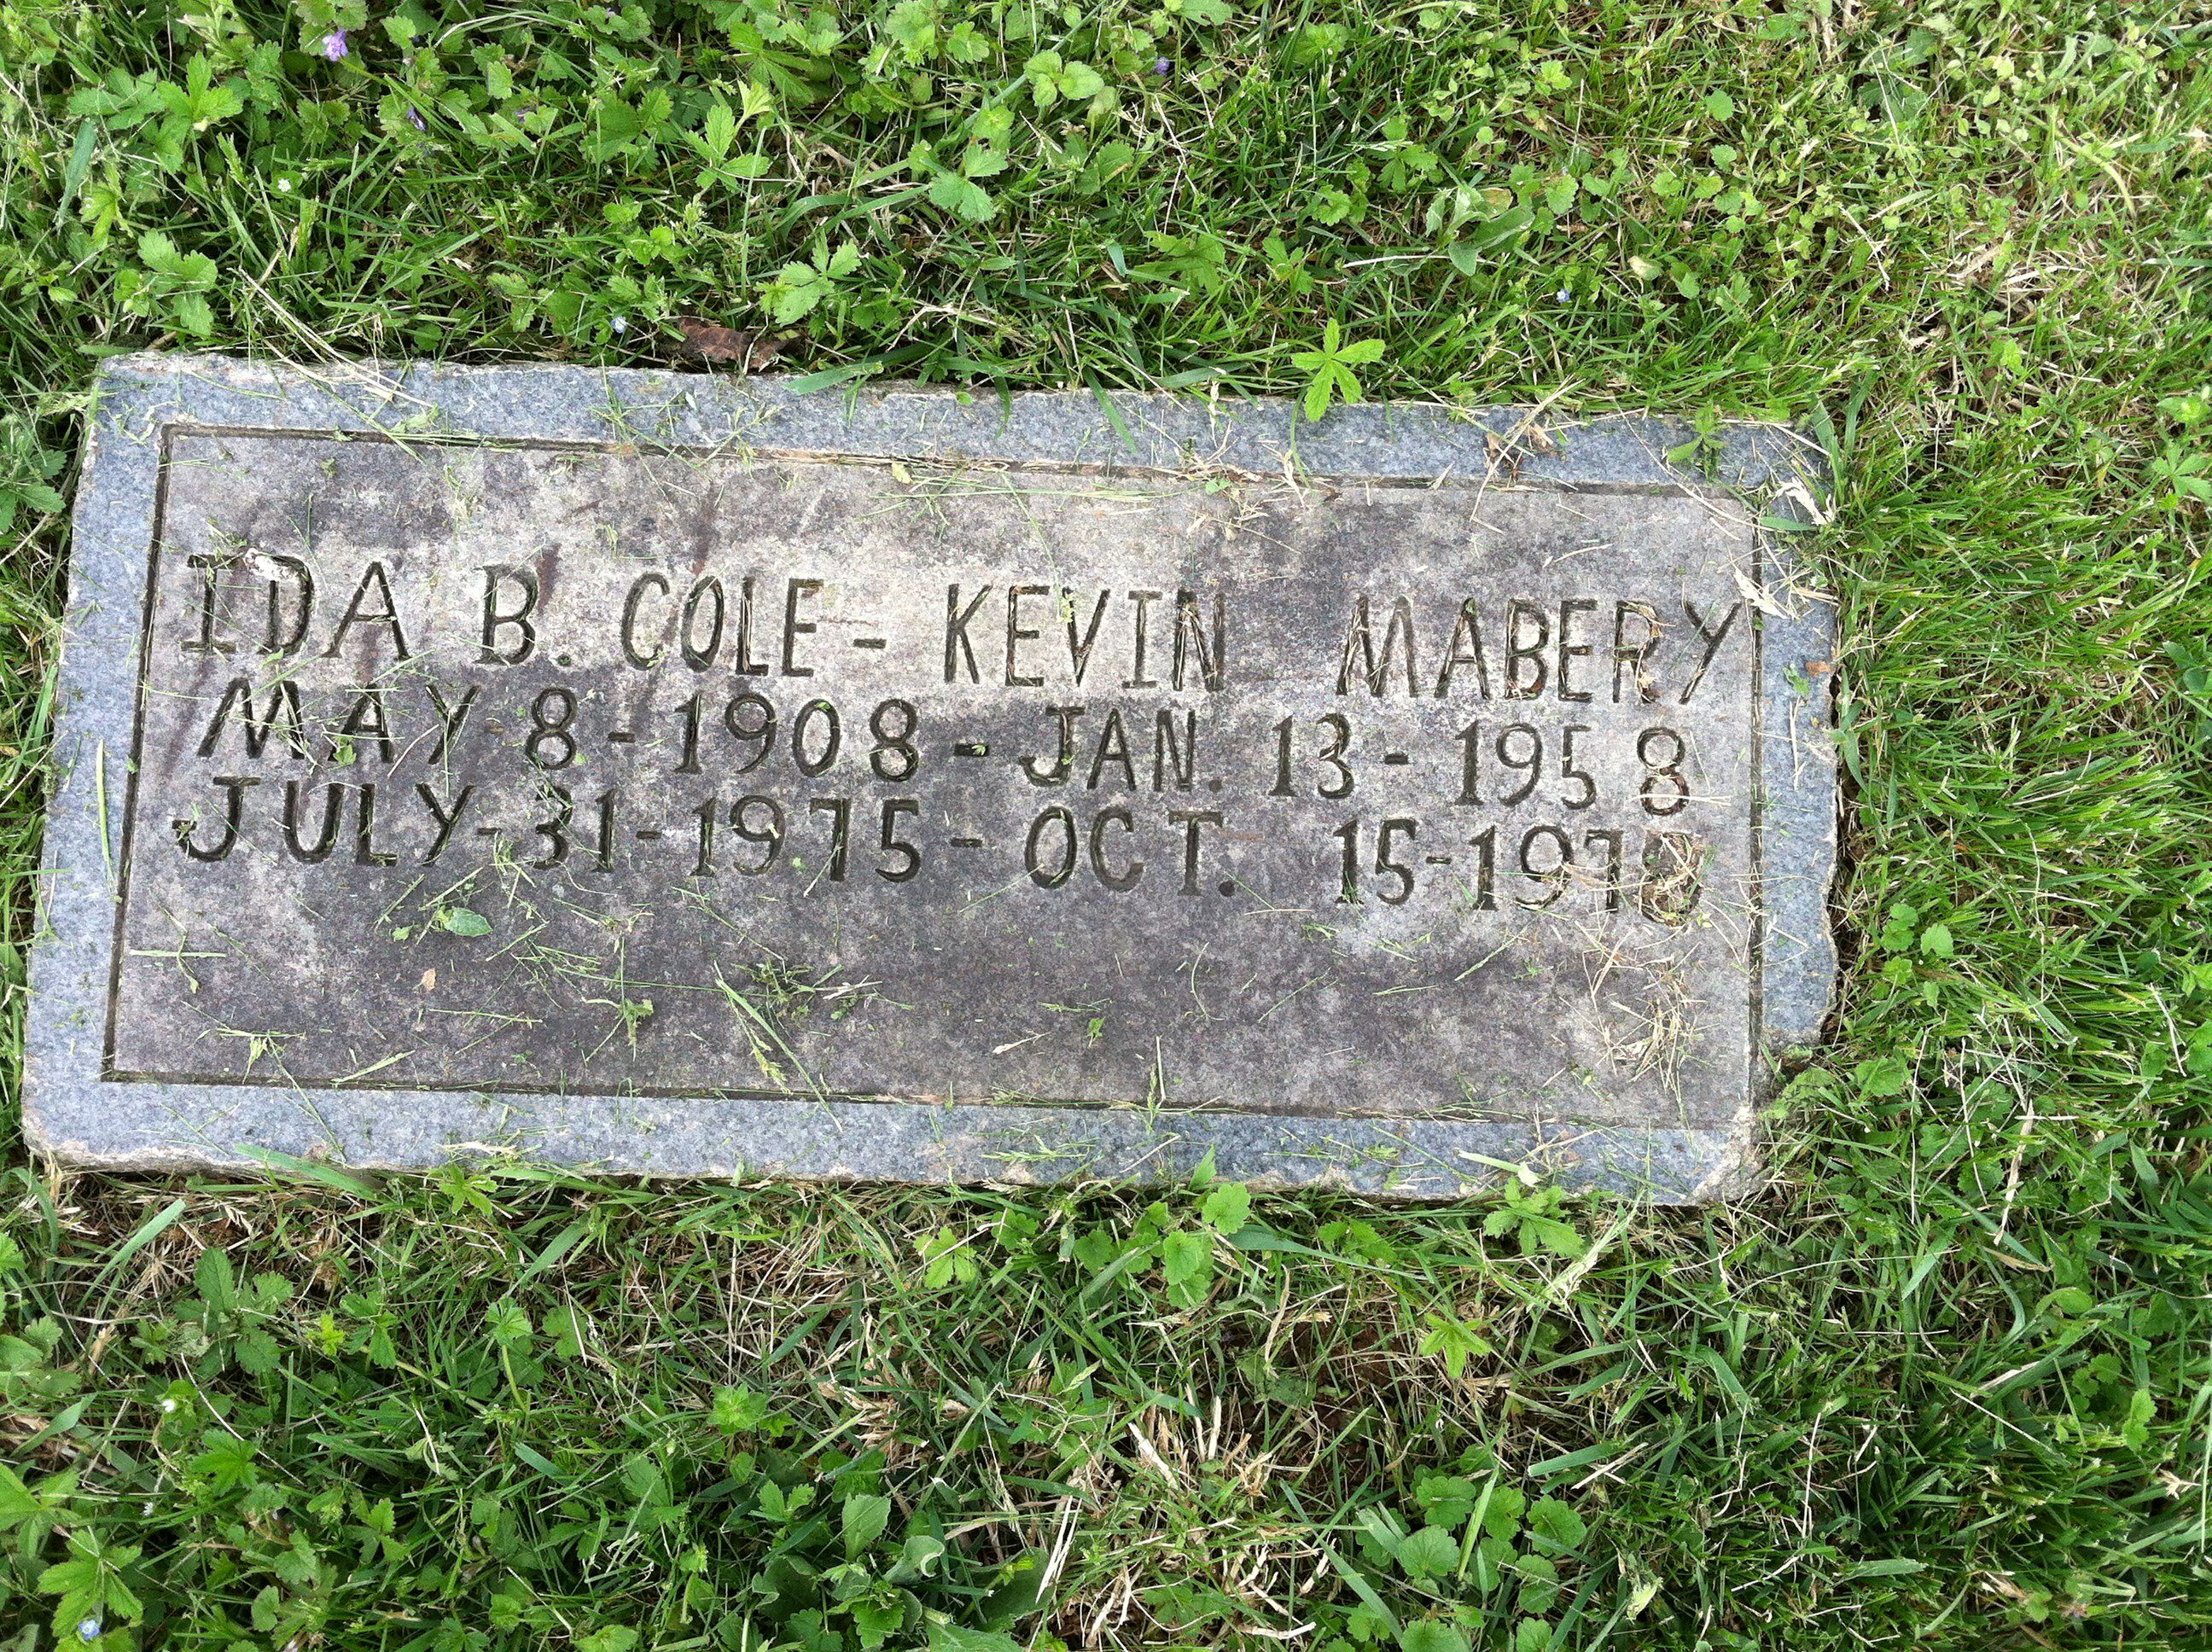 IDA B. COLE - KEVIN MABERY
MAY 8 - 1908 - JAN. 13 - 1958
JULY - 31 - 1975 - OCT. 15 -